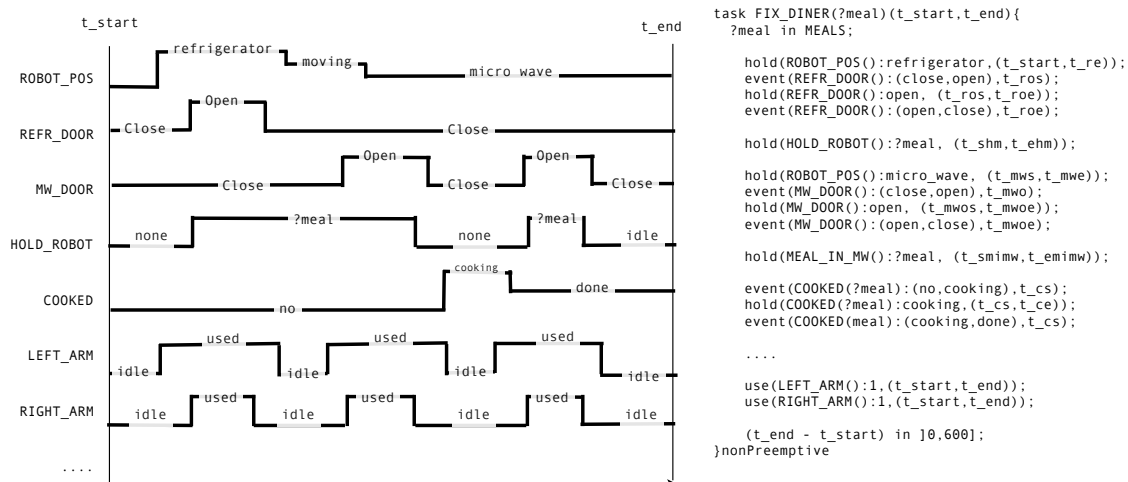 t_start
t_end
ROBOT_POS
refrigerator
moving
micro wave
REFR_DOOR
Close
Open
Close
MW_DOOR
Close
Open
Close
Open
Close
HOLD_ROBOT
none
?meal
none
?meal
idle
COOKED
no
cooking
done
LEFT_ARM
idle
used
idle
used
idle
used
idle
RIGHT_ARM
idle
used
idle
used
idle
used
idle
....
task FIX_DINER(?meal)(t_start,t_end){
?meal in MEALS;
hold(ROBOT_POS():refrigerator,(t_start,t_re));
event(REFR_DOOR:(close,open),t_ros);
hold(REFR_DOOR:open, (t_ros,t_roe));
event(REFR_DOOR:(open,close),t_roe);
hold(HOLD_ROBOT():?meal, (t_shm,t_ehm));
hold(ROBOT_POS():micro_wave, (t_mws,t_mwe));
event(MW_DOOR():(close,open),t_mwo);
hold(MW_DOOR():open, (t_mwos,t_mwoe));
event(MW_DOOR():(open,close),t_mwoe);
hold(MEAL_IN_MW():?meal, (t_smimw,t_emimw));
event(COOKED(?meal):(no,cooking),t_cs);
hold(COOKED(?meal):cooking,(t_cs,t_ce));
event(COOKED(meal):(cooking,done),t_cs);
....
use(LEFT_ARM():1,(t_start,t_end));
use(RIGHT_ARM():1,(t_start,t_end));
(t_end - t_start) in ]0,600];
}nonPreemptive